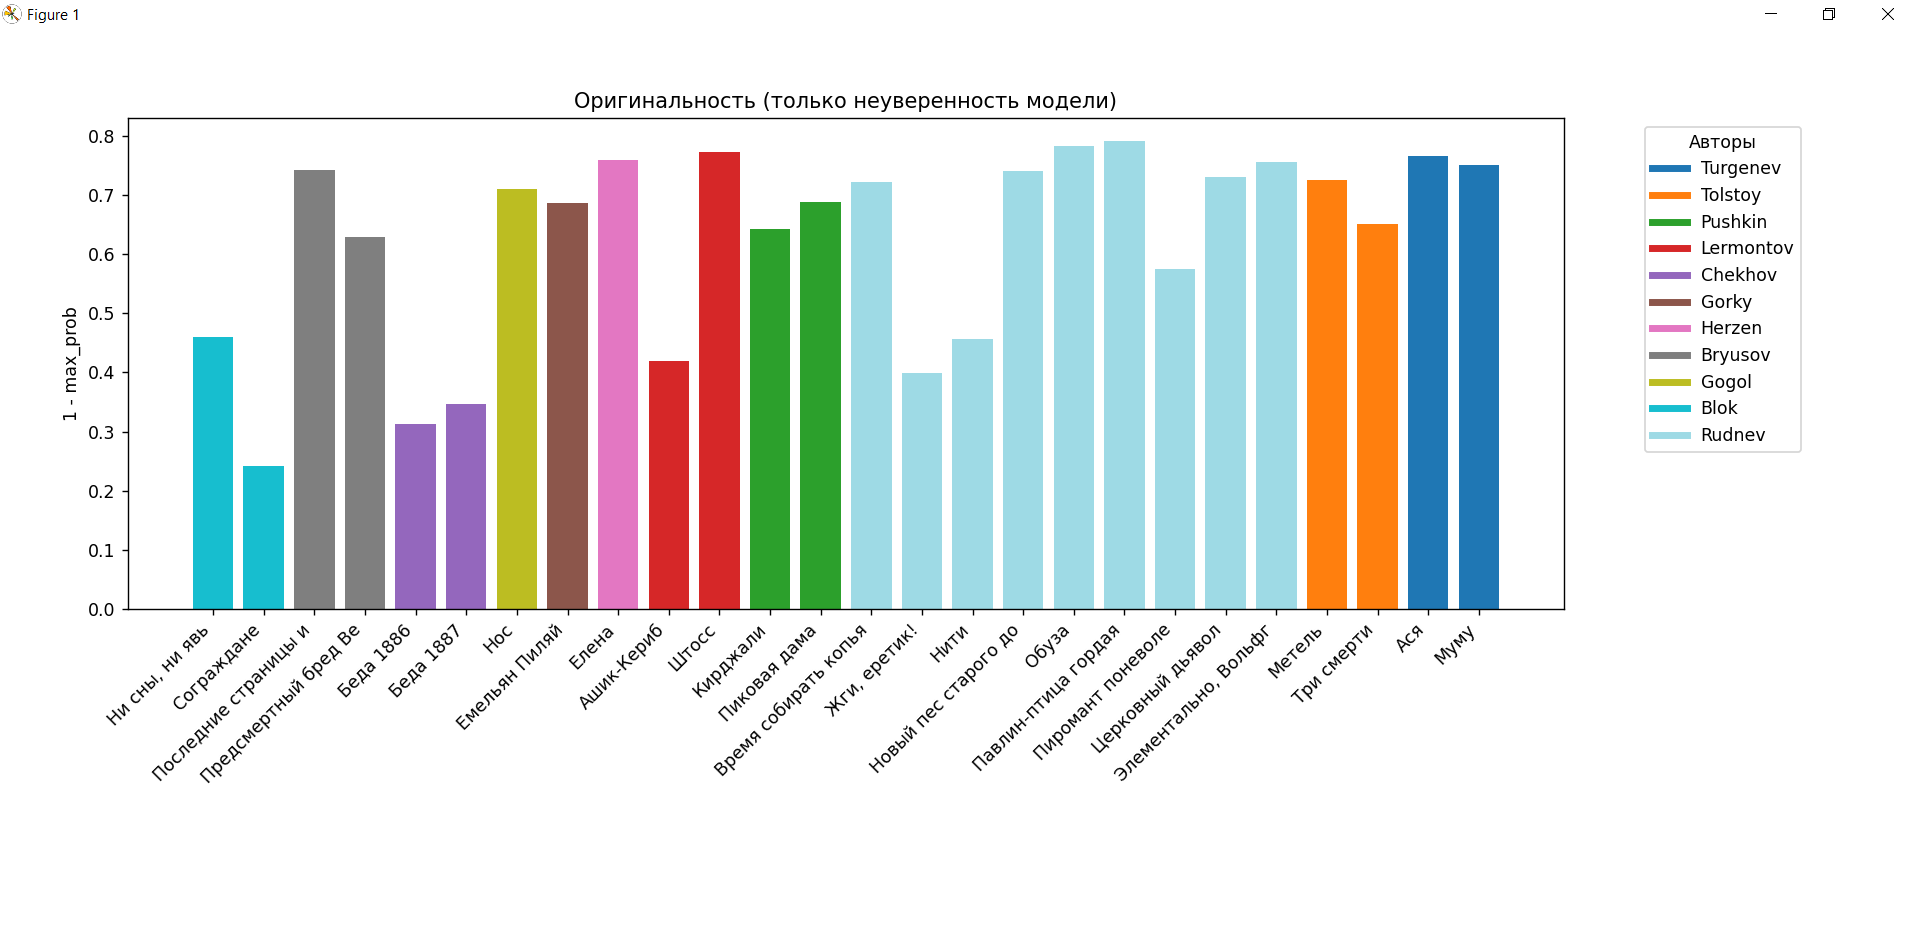 Figure 1
Оригинальность (только неуверенность модели)
1 - max_prob
0.8
0.7
0.6
0.5
0.4
0.3
0.2
0.1
0.0
Ни сны, ни явь
Сограждане
Последние страницы и
Предсмертный бред Ве
Беда 1886
Беда 1887
Нос
Емельян Пиляй
Елена
Ашик-Кериб
Штосс
Кирджали
Пиковая дама
Время собирать копья
Жги, еретик!
Нити
Новый пес старого до
Обуза
Павлин-птица гордая
Пиромант поневоле
Церковный дьявол
Элементально, Вольфг
Метель
Три смерти
Ася
Муму
Авторы
Turgenev
Tolstoy
Pushkin
Lermontov
Chekhov
Gorky
Herzen
Bryusov
Gogol
Blok
Rudnev